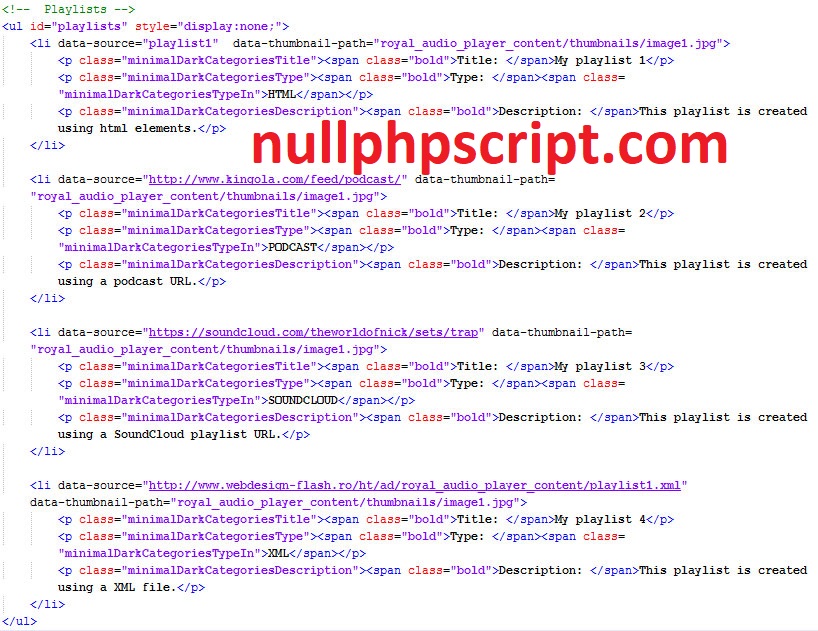 <!--  Playlists -->
<ul id="playlists" style="display:none;">
<li data-source="playlist1"  data-thumbnail-path="royal_audio_player_content/thumbnails/image1.jpg">
<p class="minimalDarkCategoriesTitle"><span class="bold">Title: </span>My playlist 1</p>
<p class="minimalDarkCategoriesType"><span class="bold">Type: </span><span class=
"minimalDarkCategoriesTypeIn">HTML</span></p>
<p class="minimalDarkCategoriesDescription"><span class="bold">Description: </span>This playlist is created
using html elements.</p>
nullphpscript.com
</li>
<li data-source="http://www.kingola.com/feed/podcast/" data-thumbnail-path=
"royal_audio_player_content/thumbnails/image1.jpg">
<p class="minimalDarkCategoriesTitle"><span class="bold">Title: </span>My playlist 2</p>
<p class="minimalDarkCategoriesType"><span class="bold">Type: </span><span class=
"minimalDarkCategoriesTypeIn">PODCAST</span></p>
<p class="minimalDarkCategoriesDescription"><span class="bold">Description: </span>This playlist is created
using a podcast URL.</p>
</li>
<li data-source="https://soundcloud.com/theworldofnick/sets/trap" data-thumbnail-path=
"royal_audio_player_content/thumbnails/image1.jpg">
<p class="minimalDarkCategoriesTitle"><span class="bold">Title: </span>My playlist 3</p>
<p class="minimalDarkCategoriesType"><span class="bold">Type: </span><span class=
"minimalDarkCategoriesTypeIn">SOUNDCLOUD</span></p>
<p class="minimalDarkCategoriesDescription"><span class="bold">Description: </span>This playlist is created
using a SoundCloud playlist URL.</p>
</li>
<li data-source="http://www.webdesign-flash.ro/ht/ad/royal_audio_player_content/playlist1.xml"
data-thumbnail-path="royal_audio_player_content/thumbnails/image1.jpg">
<p class="minimalDarkCategoriesTitle"><span class="bold">Title: </span>My playlist 4</p>
<p class="minimalDarkCategoriesType"><span class="bold">Type: </span><span class=
"minimalDarkCategoriesTypeIn">XML</span></p>
<p class="minimalDarkCategoriesDescription"><span class="bold">Description: </span>This playlist is created
using a XML file.</p>
</li>
</ul>